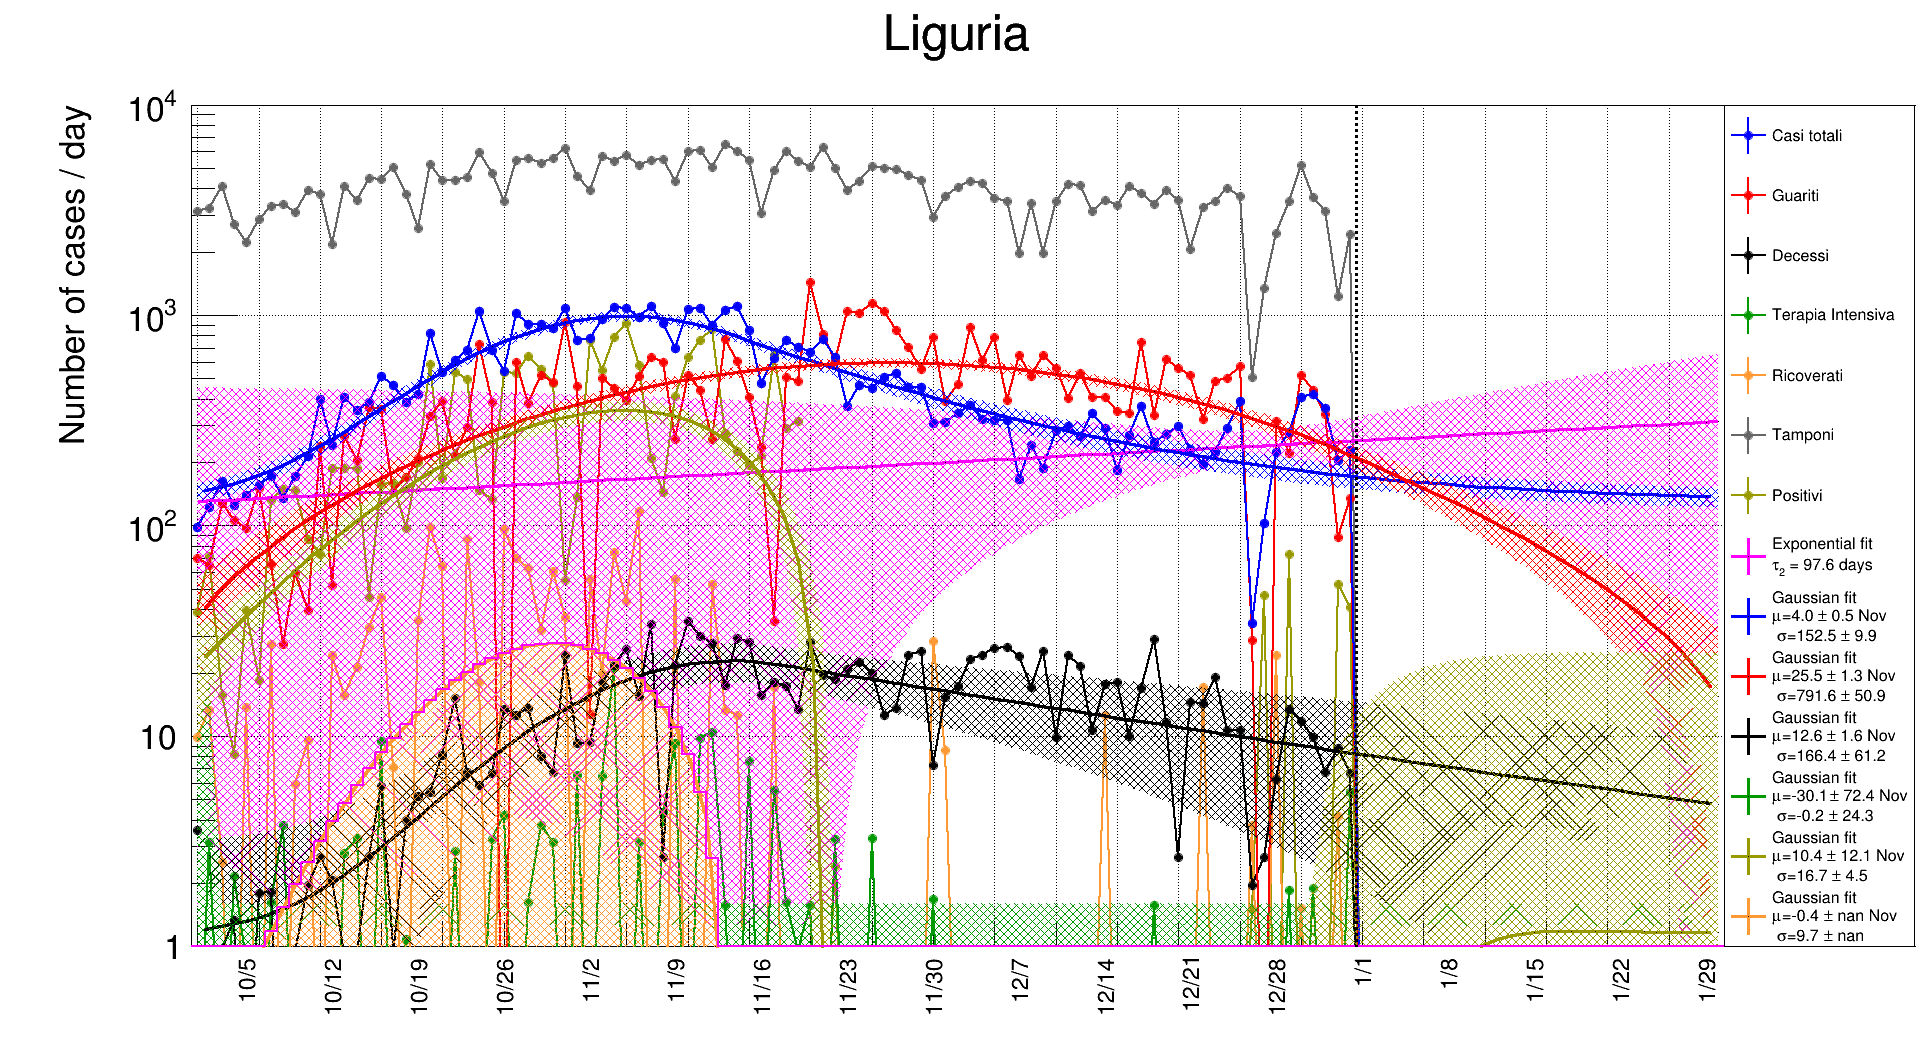 Liguria
Number of cases / day
10⁴
10³
10²
10
1
10/5
10/12
10/19
10/26
11/2
11/9
11/16
11/23
11/30
12/7
12/14
12/21
12/28
1/1
1/8
1/15
1/22
1/29
Casi totali
Guariti
Decessi
Terapia Intensiva
Ricoverati
Tamponi
Positivi
Exponential fit
τ₂ = 97.6 days
Gaussian fit
μ=4.0 ± 0.5 Nov
σ=152.5 ± 9.9
Gaussian fit
μ=25.5 ± 1.3 Nov
σ=791.6 ± 50.9
Gaussian fit
μ=12.6 ± 1.6 Nov
σ=166.4 ± 61.2
Gaussian fit
μ=-30.1 ± 72.4 Nov
σ=-0.2 ± 24.3
Gaussian fit
μ=10.4 ± 12.1 Nov
σ=16.7 ± 4.5
Gaussian fit
μ=-0.4 ± nan Nov
σ=9.7 ± nan